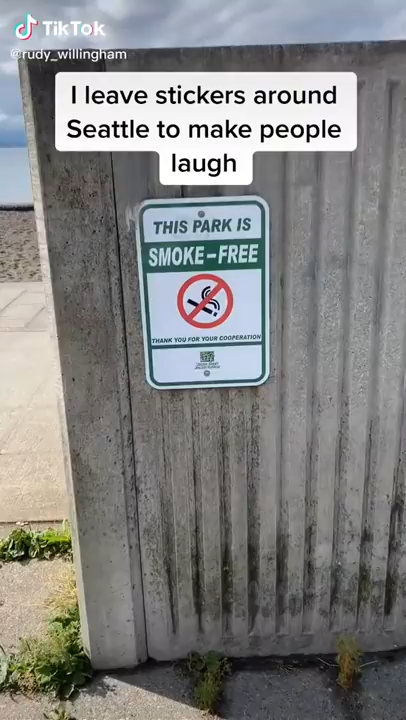 TikTok
@rudy_willingham
I leave stickers around
Seattle to make people
laugh
THIS PARK IS
SMOKE-FREE
THANK YOU FOR YOUR COOPERATION